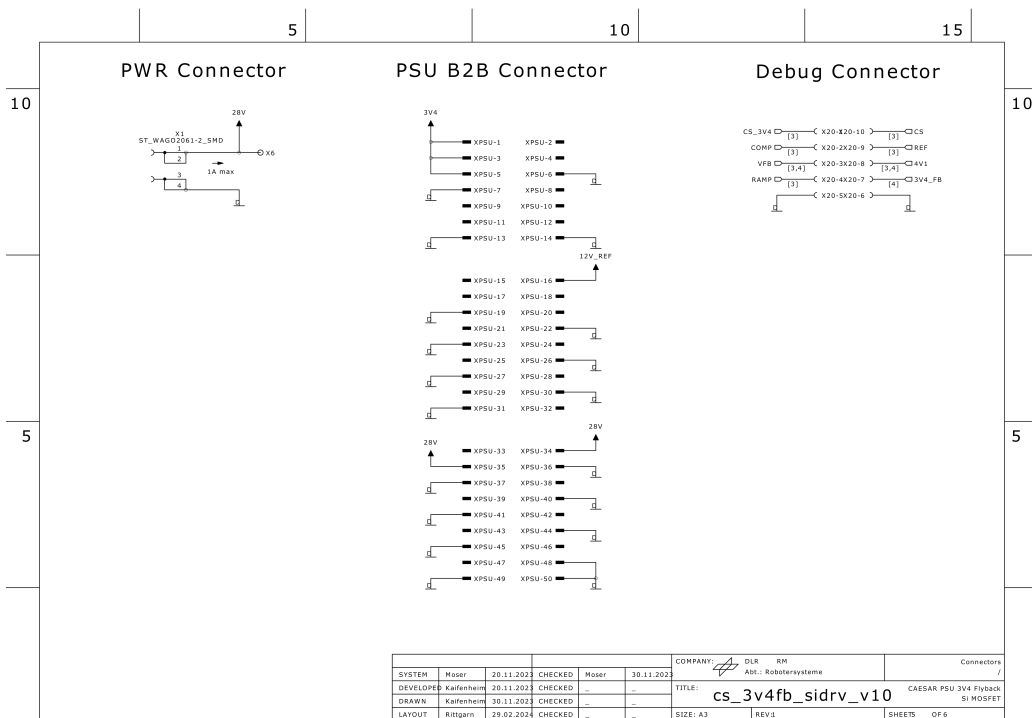 5 10 15
PWR Connector PSU B2B Connector Debug Connector
10 10
28V
X1
ST_WAGO2061-2_SMD
1
2
X6
1A max
3
4
3V4
XPSU-1 XPSU-2
XPSU-3 XPSU-4
XPSU-5 XPSU-6
XPSU-7 XPSU-8
XPSU-9 XPSU-10
XPSU-11 XPSU-12
XPSU-13 XPSU-14
12V_REF
XPSU-15 XPSU-16
XPSU-17 XPSU-18
XPSU-19 XPSU-20
XPSU-21 XPSU-22
XPSU-23 XPSU-24
XPSU-25 XPSU-26
XPSU-27 XPSU-28
XPSU-29 XPSU-30
XPSU-31 XPSU-32
28V 28V
XPSU-33 XPSU-34
XPSU-35 XPSU-36
XPSU-37 XPSU-38
XPSU-39 XPSU-40
XPSU-41 XPSU-42
XPSU-43 XPSU-44
XPSU-45 XPSU-46
XPSU-47 XPSU-48
XPSU-49 XPSU-50
CS_3V4 [3] X20-1 X20-10 [3] CS
COMP [3] X20-2 X20-9 [3] REF
VFB [3,4] X20-3 X20-8 [3,4] 4V1
RAMP [3] X20-4 X20-7 [4] 3V4_FB
X20-5 X20-6
5 5
COMPANY: DLR RM
Abt.: Robotersysteme
Connectors
/
SYSTEM Moser 20.11.2023 CHECKED Moser 30.11.2023
DEVELOPED Kaifenheim 20.11.2023 CHECKED _ _
DRAWN Kaifenheim 30.11.2023 CHECKED _ _
LAYOUT Rittgarn 29.02.2024 CHECKED _ _
TITLE: cs_3v4fb_sidrv_v10
CAESAR PSU 3V4 Flyback
Si MOSFET
SIZE: A3 REV:1 SHEET5 OF 6